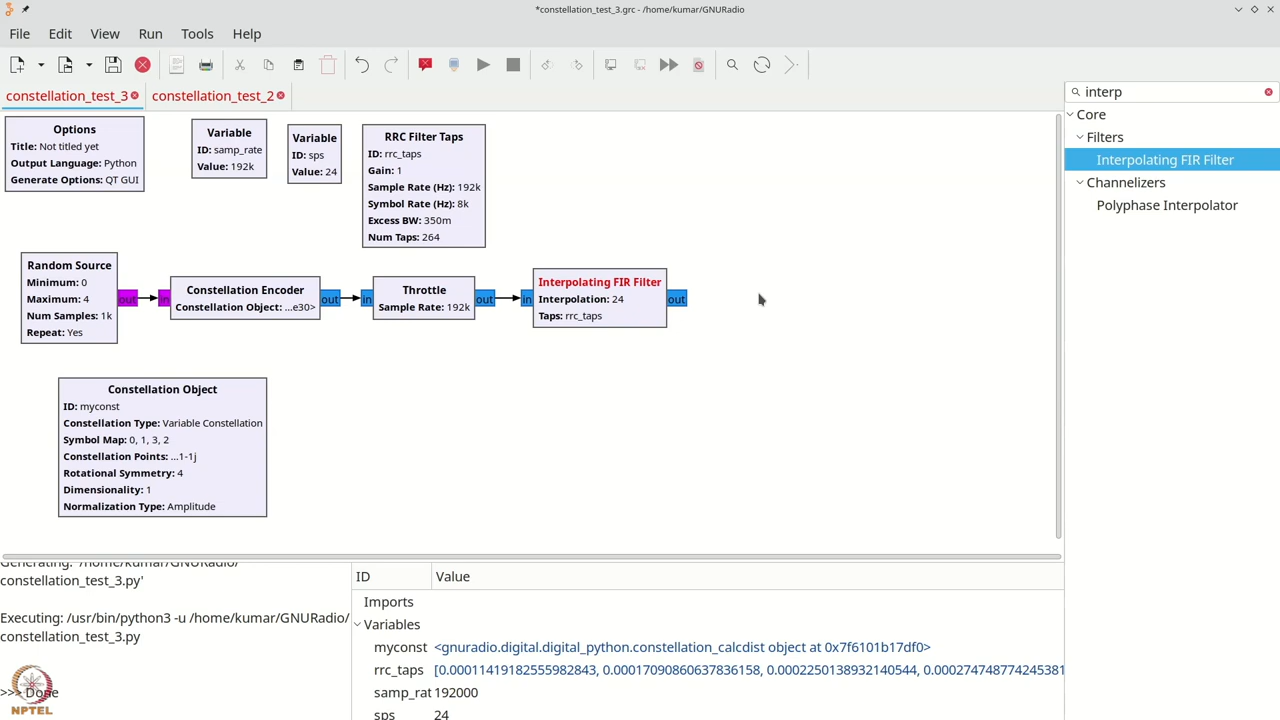 *constellation_test_3.grc - /home/kumar/GNURadio
File Edit View Run Tools Help
constellation_test_3 constellation_test_2
interp
Core
Filters
Interpolating FIR Filter
Channelizers
Polyphase Interpolator
Options
Title: Not titled yet
Output Language: Python
Generate Options: QT GUI
Variable
ID: samp_rate
Value: 192k
Variable
ID: sps
Value: 24
RRC Filter Taps
ID: rrc_taps
Gain: 1
Sample Rate (Hz): 192k
Symbol Rate (Hz): 8k
Excess BW: 350m
Num Taps: 264
Random Source
Minimum: 0
Maximum: 4
Num Samples: 1k
Repeat: Yes
out
in
Constellation Encoder
Constellation Object: ...e30>
out
in
Throttle
Sample Rate: 192k
out
in
Interpolating FIR Filter
Interpolation: 24
Taps: rrc_taps
out
Constellation Object
ID: myconst
Constellation Type: Variable Constellation
Symbol Map: 0, 1, 3, 2
Constellation Points: ...1-1j
Rotational Symmetry: 4
Dimensionality: 1
Normalization Type: Amplitude
Generating: '/home/kumar/GNURadio/
constellation_test_3.py'
Executing: /usr/bin/python3 -u /home/kumar/GNURadio/
constellation_test_3.py
>>> Done
NPTEL
ID Value
Imports
Variables
myconst <gnuradio.digital.digital_python.constellation_calcdist object at 0x7f6101b17df0>
rrc_taps [0.00011419182555982843, 0.00017090860637836158, 0.0002250138932140544, 0.000274748774245381
samp_rat 192000
sps 24